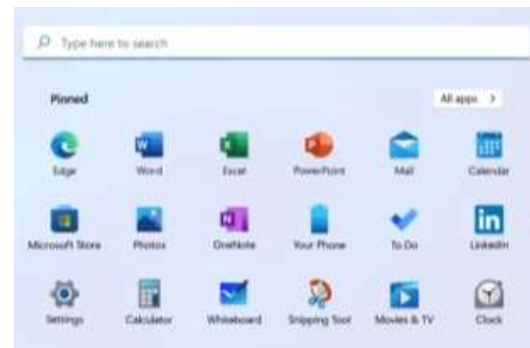 Type here to search
Pinned
All apps >
Edge
Word
Excel
PowerPoint
Mail
Calendar
Microsoft Store
Photos
OneNote
Your Phone
To Do
LinkedIn
Settings
Calculator
Whiteboard
Snipping Tool
Movies & TV
Clock